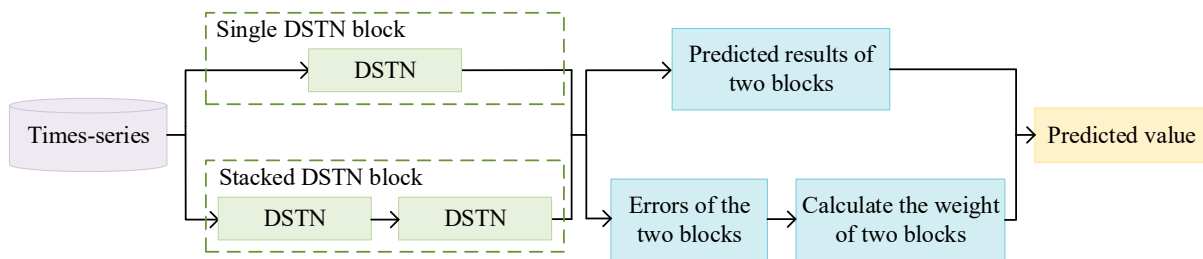 Single DSTN block
DSTN
Times-series
Stacked DSTN block
DSTN
DSTN
Predicted results of
two blocks
Errors of the
two blocks
Calculate the weight
of two blocks
Predicted value